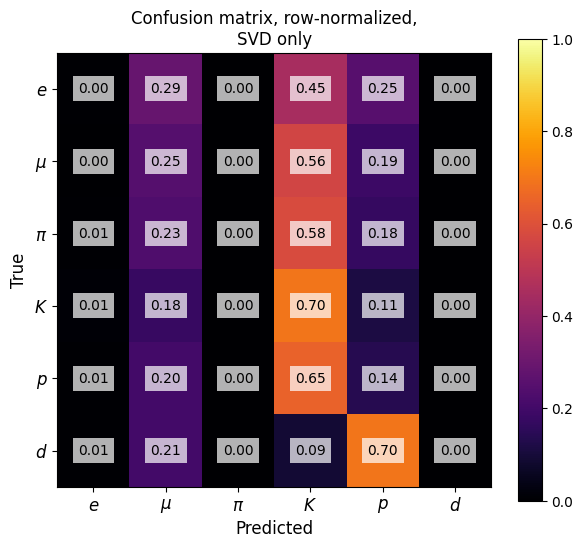 Confusion matrix, row-normalized,
SVD only
1.0
e 0.00 0.29 0.00 0.45 0.25 0.00
μ 0.00 0.25 0.00 0.56 0.19 0.00
0.8
π 0.01 0.23 0.00 0.58 0.18 0.00
0.6
True
K 0.01 0.18 0.00 0.70 0.11 0.00
0.4
p 0.01 0.20 0.00 0.65 0.14 0.00
0.2
d 0.01 0.21 0.00 0.09 0.70 0.00
0.0
e μ π K p d
Predicted